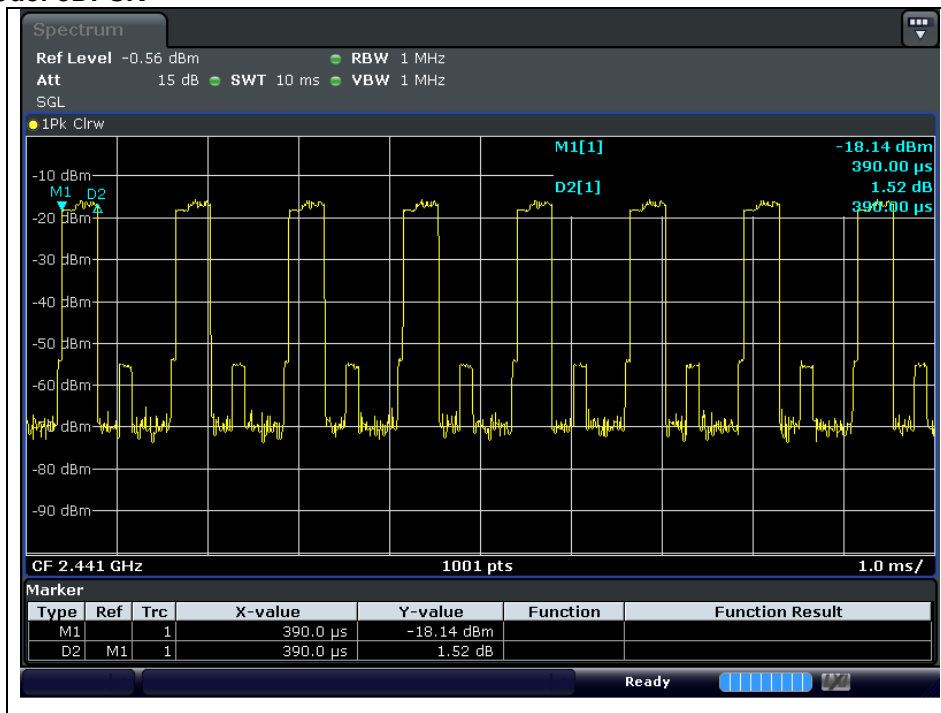 Spectrum
Ref Level -0.56 dBm RBW 1 MHz
Att 15 dB SWT 10 ms VBW 1 MHz
SGL
1Pk Clrw
M1[1] -18.14 dBm
390.00 µs
D2[1] 1.52 dB
390.00 µs
M1 D2
-10 dBm
-20 dBm
-30 dBm
-40 dBm
-50 dBm
-60 dBm
dBm
-80 dBm
-90 dBm
CF 2.441 GHz 1001 pts 1.0 ms/
Marker
Type Ref Trc X-value Y-value Function Function Result
M1 1 390.0 µs -18.14 dBm
D2 M1 1 390.0 µs 1.52 dB
Ready